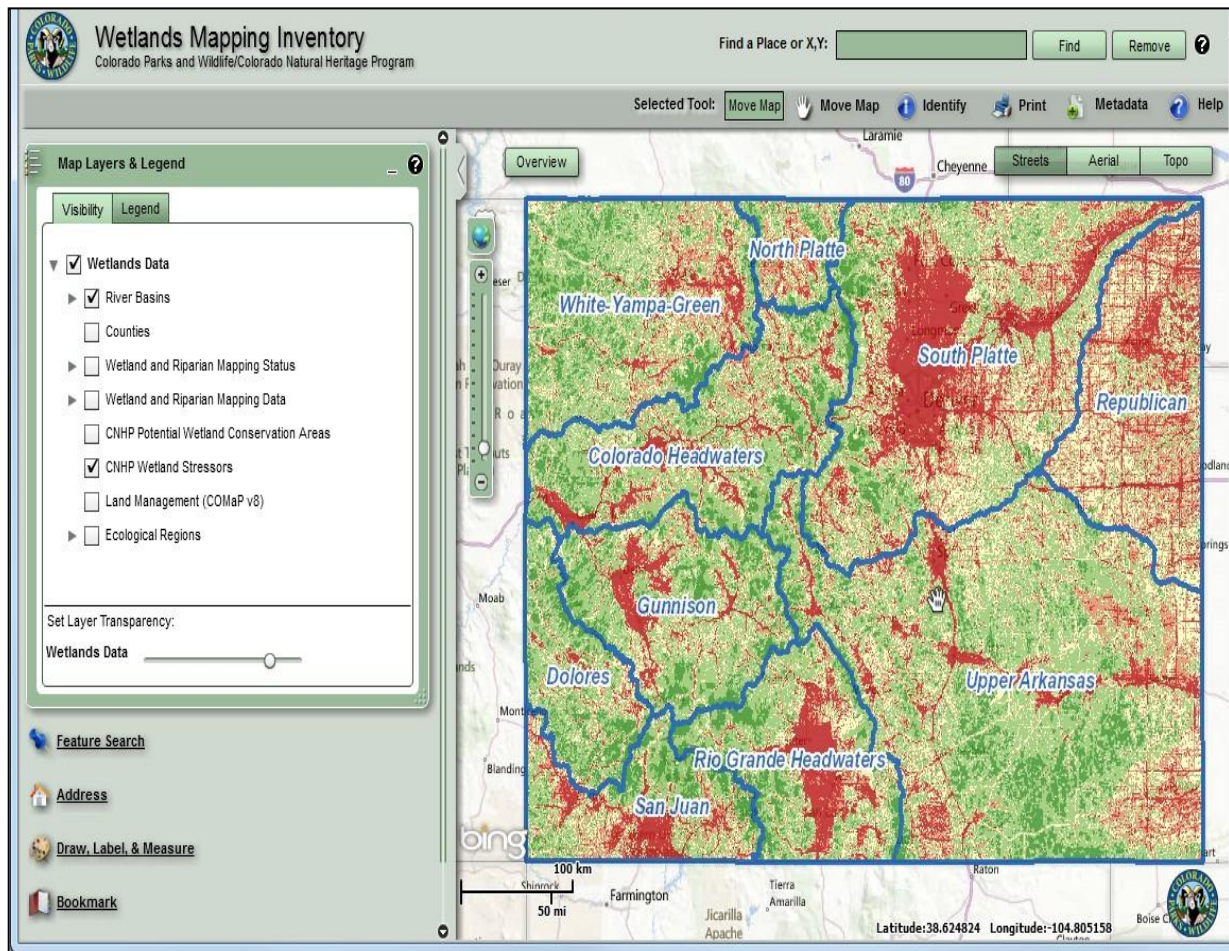 Wetlands Mapping Inventory
Colorado Parks and Wildlife/Colorado Natural Heritage Program
Find a Place or X,Y:
Find
Remove
?
Selected Tool:
Move Map
Move Map
Identify
Print
Metadata
Help
Map Layers & Legend
Visibility
Legend
Wetlands Data
River Basins
Counties
Wetland and Riparian Mapping Status
Wetland and Riparian Mapping Data
CNHP Potential Wetland Conservation Areas
CNHP Wetland Stressors
Land Management (COMaP v8)
Ecological Regions
Set Layer Transparency:
Wetlands Data
Feature Search
Address
Draw, Label, & Measure
Bookmark
Overview
Streets
Aerial
Topo
Laramie
Cheyenne
80
North Platte
White-Yampa-Green
South Platte
Republican
Colorado Headwaters
Gunnison
Dolores
Upper Arkansas
Rio Grande Headwaters
San Juan
Moab
Blanding
bing
100 km
50 mi
Farmington
Tierra
Amarilla
Jicarilla
Apache
Raton
Latitude:38.624824 Longitude:-104.805158